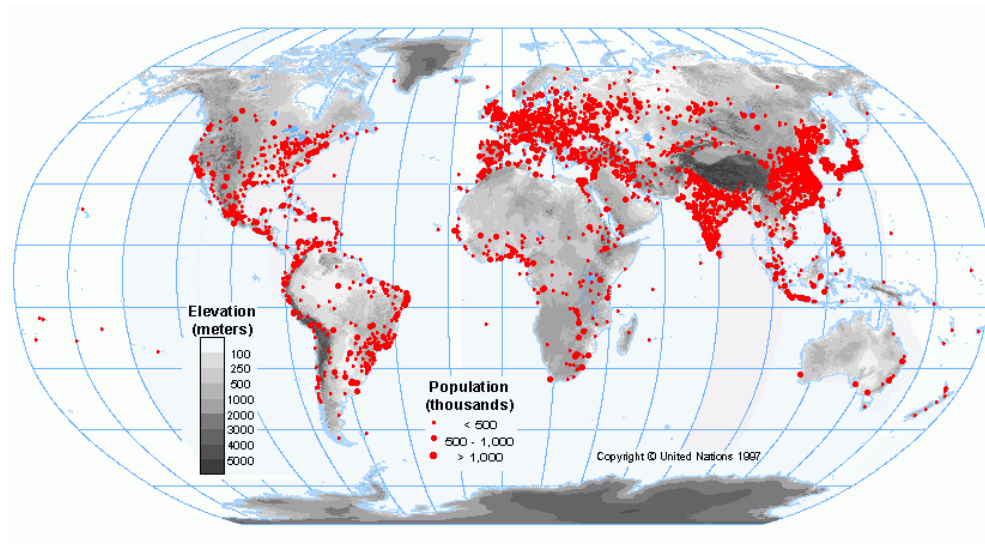 Elevation
(meters)
100
250
500
1000
2000
3000
4000
5000
Population
(thousands)
< 500
500 - 1,000
> 1,000
Copyright © United Nations 1997